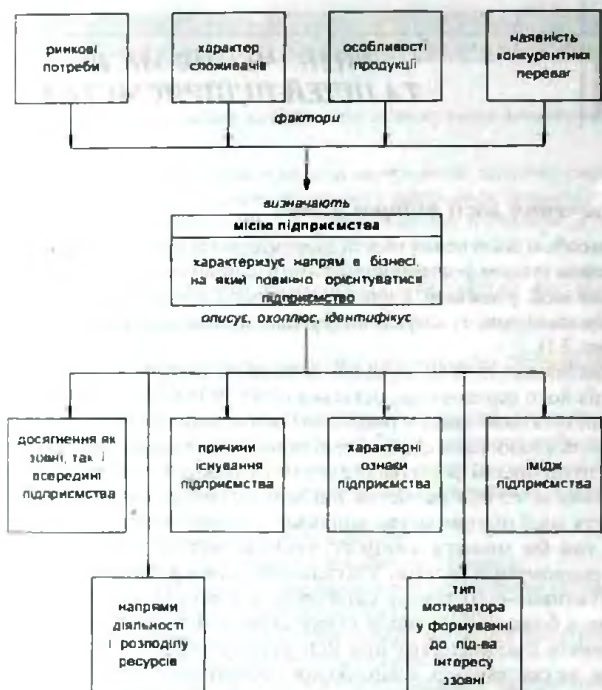 ринкові
потреби
характер
споживачів
особливості
продукції
наявність
конкурентних
переваг
фактори
визначають
місію підприємства
характеризує напрям в бізнесі,
на який повинно орієнтуватися
підприємство
описує, охоплює, ідентифікує
досягнення як
зовні, так і
всередині
підприємства
причини
існування
підприємства
характерні
ознаки
підприємства
імідж
підприємства
напрями
діяльності
і розподілу
ресурсів
тип
мотиватора
у формуванні
до під-ва
інтересу
ззовні